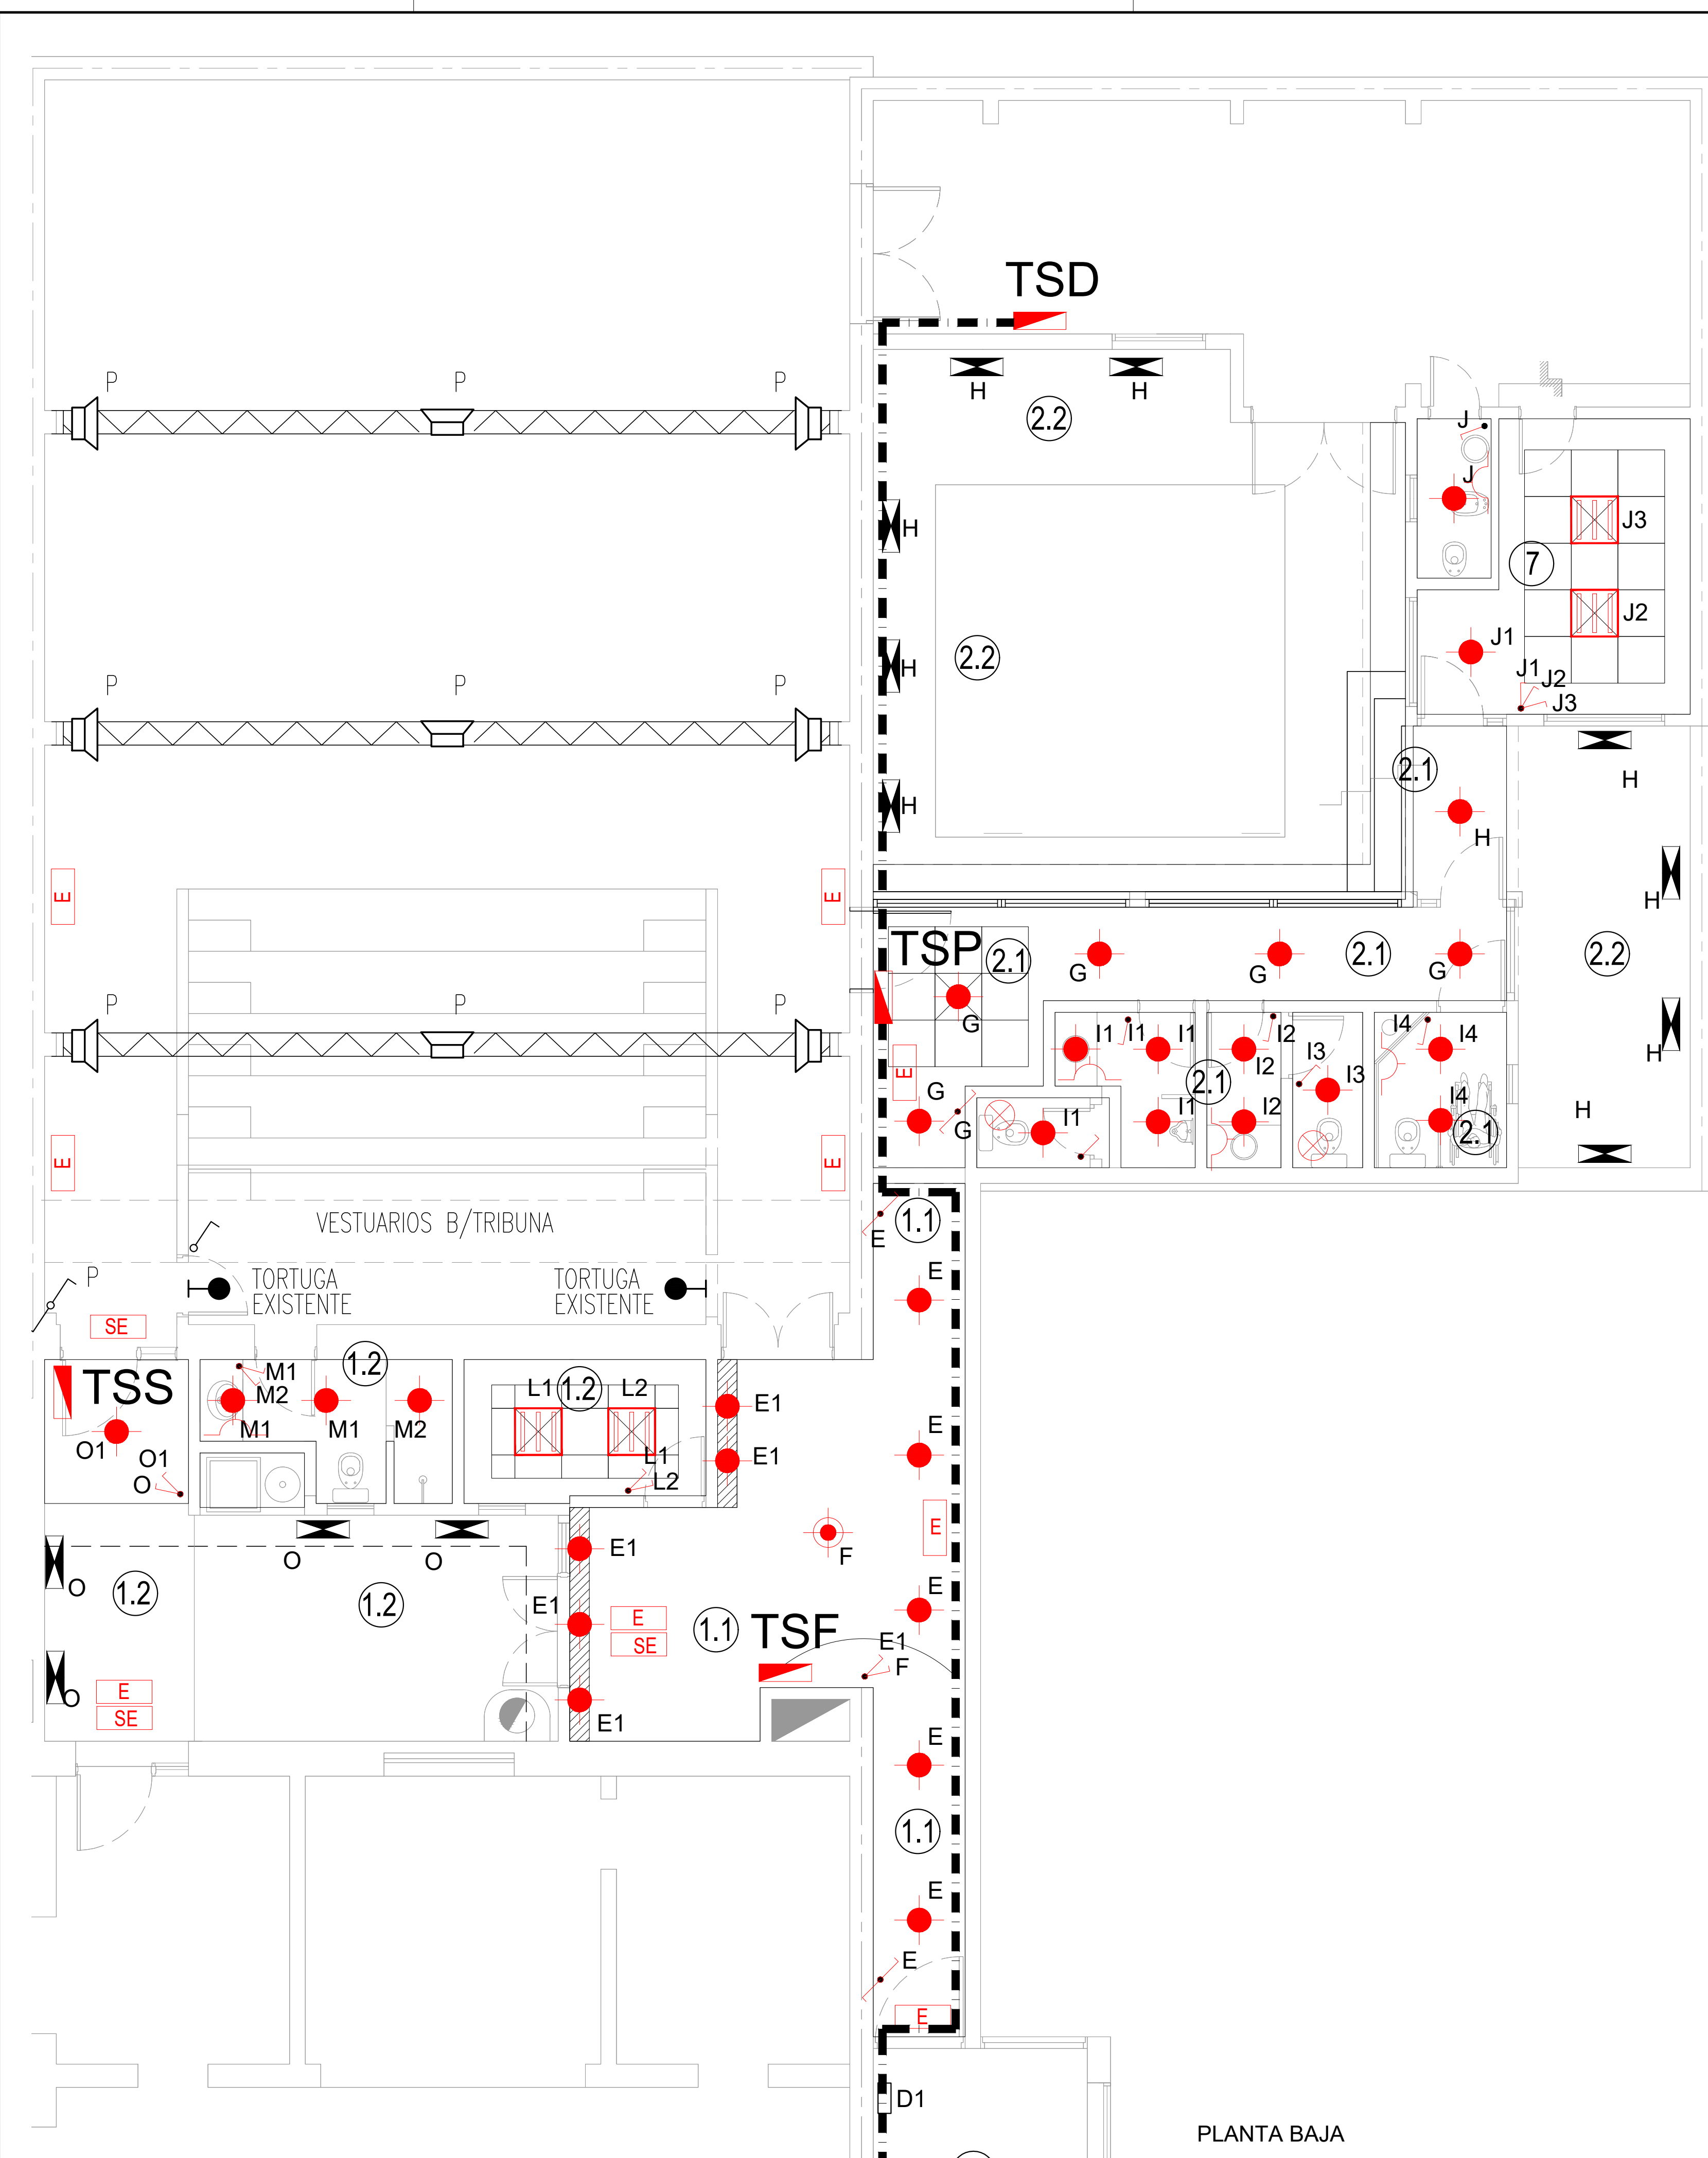 TSD
P
P
P
H
H
2.2
J
J
H
J3
7
J2
2.2
H
J1
P
P
P
J1
J2
J3
2.1
H
H
H
E
E
H
H
TSP
2.1
G
G
2.1
G
2.2
P
P
P
G
I1
I1
I1
I2
I4
I4
E
I2
I3
I3
H
2.1
G
G
I1
I1
I2
I4
2.1
H
E
E
VESTUARIOS B/TRIBUNA
1.1
E
P
TORTUGA
EXISTENTE
TORTUGA
EXISTENTE
E
SE
TSS
M1
M2
1.2
L1
1.2
L2
E1
O1
M1
M1
M2
E
O1
O
L1
L2
E1
E
O
O
E1
F
O
1.2
1.2
E1
E
SE
1.1
TSF
E
E1
F
O
E
SE
E1
E
1.1
E
E
E
D1
PLANTA BAJA